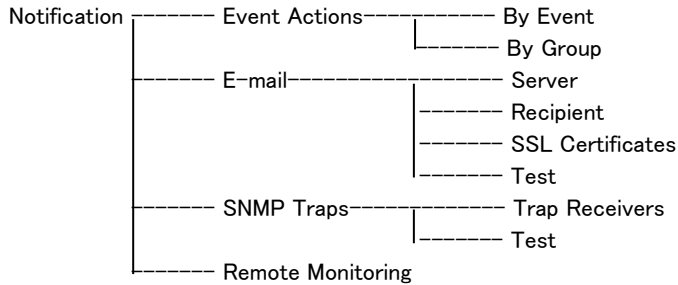 Notification ------- Event Actions---------- By Event
------- By Group
------- E-mail------------------ Server
------- Recipient
------- SSL Certificates
------- Test
------- SNMP Traps------------- Trap Receivers
------- Test
------- Remote Monitoring